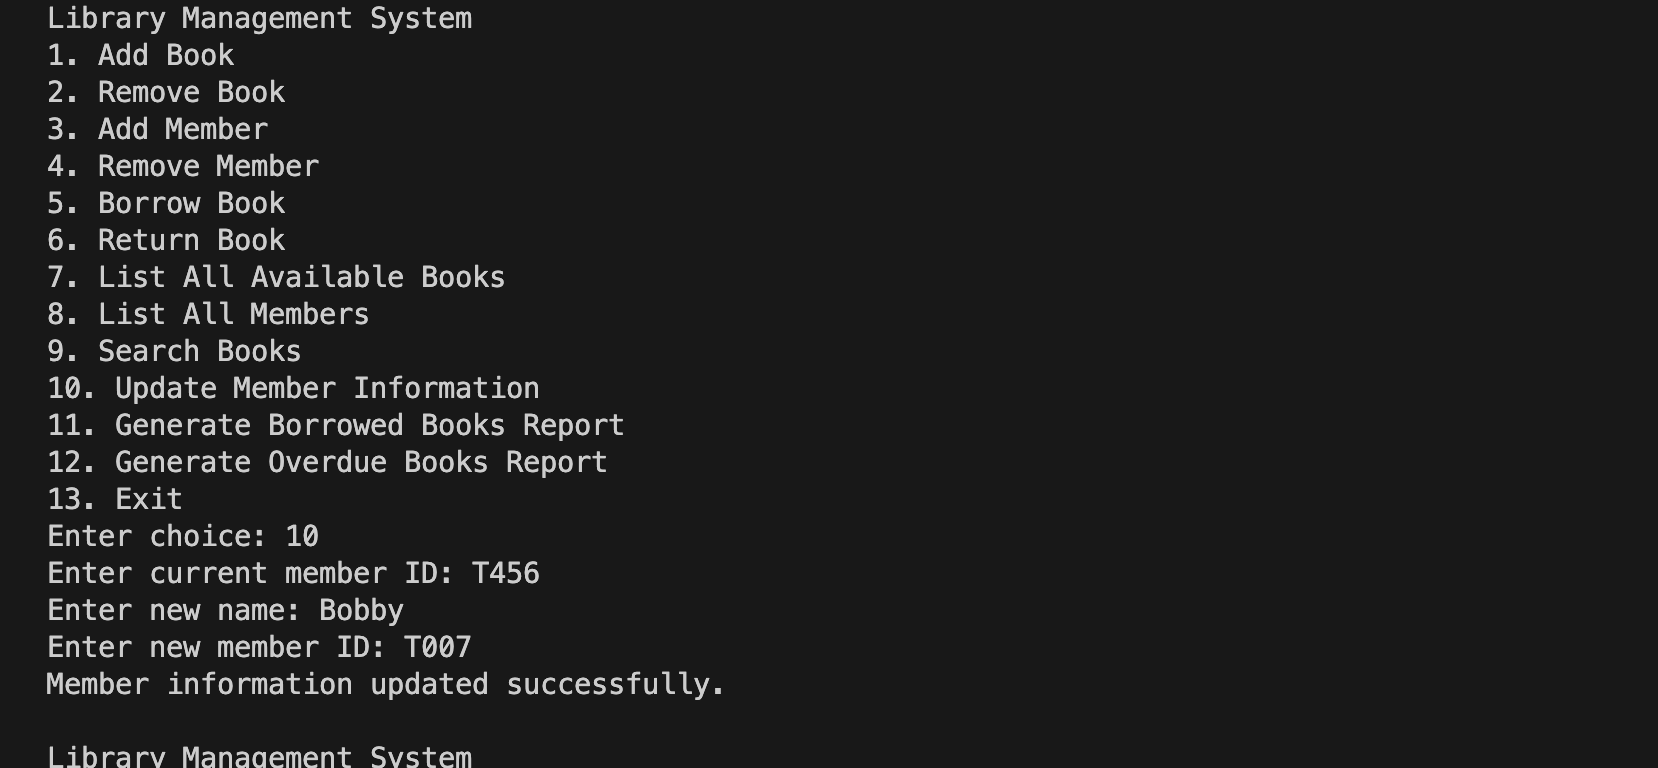 Library Management System
1. Add Book
2. Remove Book
3. Add Member
4. Remove Member
5. Borrow Book
6. Return Book
7. List All Available Books
8. List All Members
9. Search Books
10. Update Member Information
11. Generate Borrowed Books Report
12. Generate Overdue Books Report
13. Exit
Enter choice: 10
Enter current member ID: T456
Enter new name: Bobby
Enter new member ID: T007
Member information updated successfully.
Library Management System